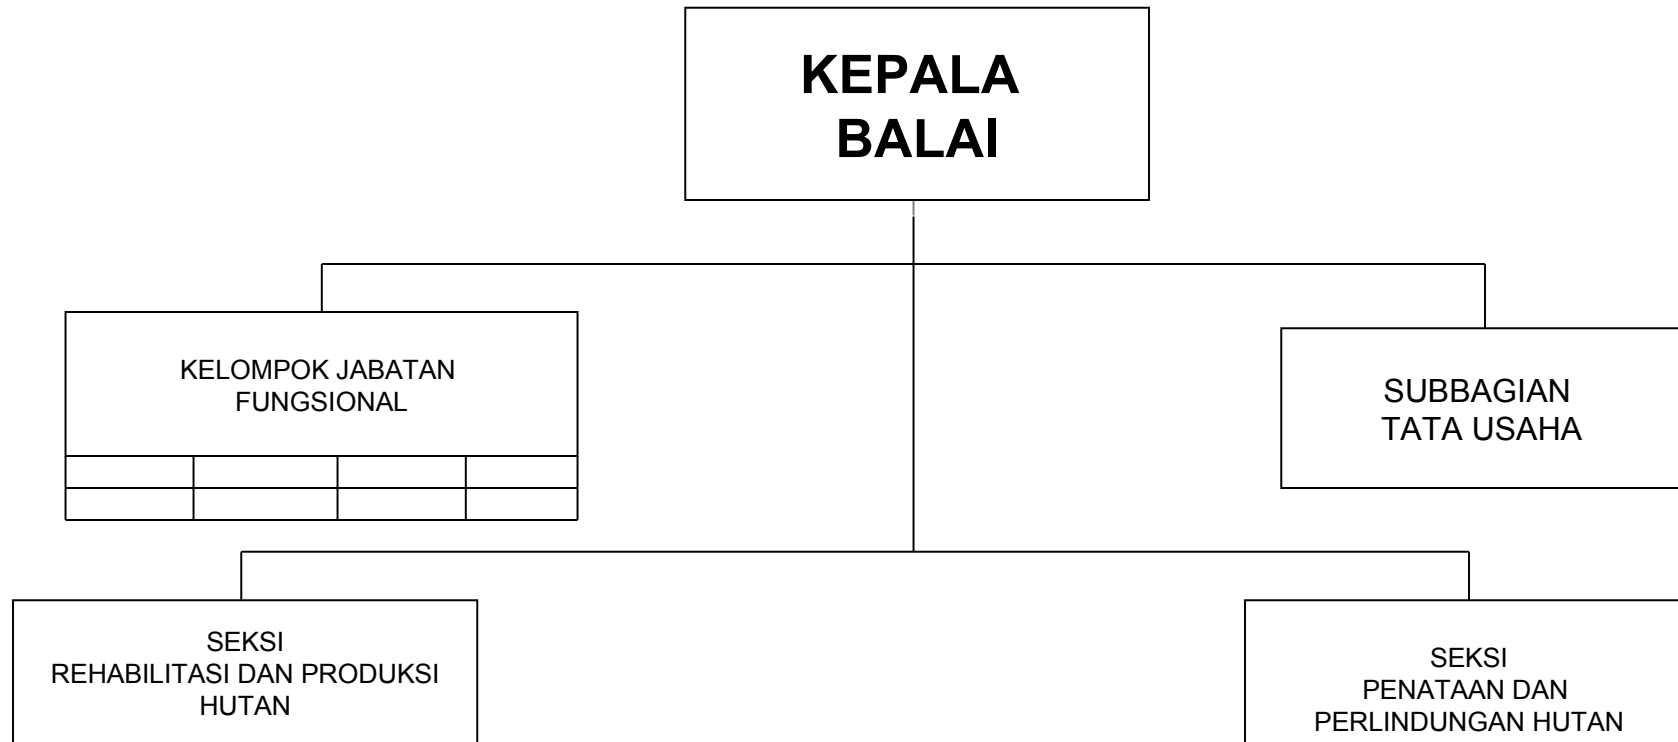 KEPALA
BALAI
KELOMPOK JABATAN
FUNGSIONAL
SUBBAGIAN
TATA USAHA
SEKSI
REHABILITASI DAN PRODUKSI
HUTAN
SEKSI
PENATAAN DAN
PERLINDUNGAN HUTAN